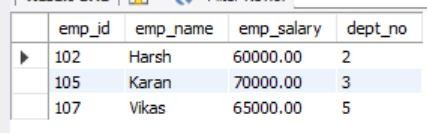 emp_id emp_name emp_salary dept_no
102 Harsh 60000.00 2
105 Karan 70000.00 3
107 Vikas 65000.00 5